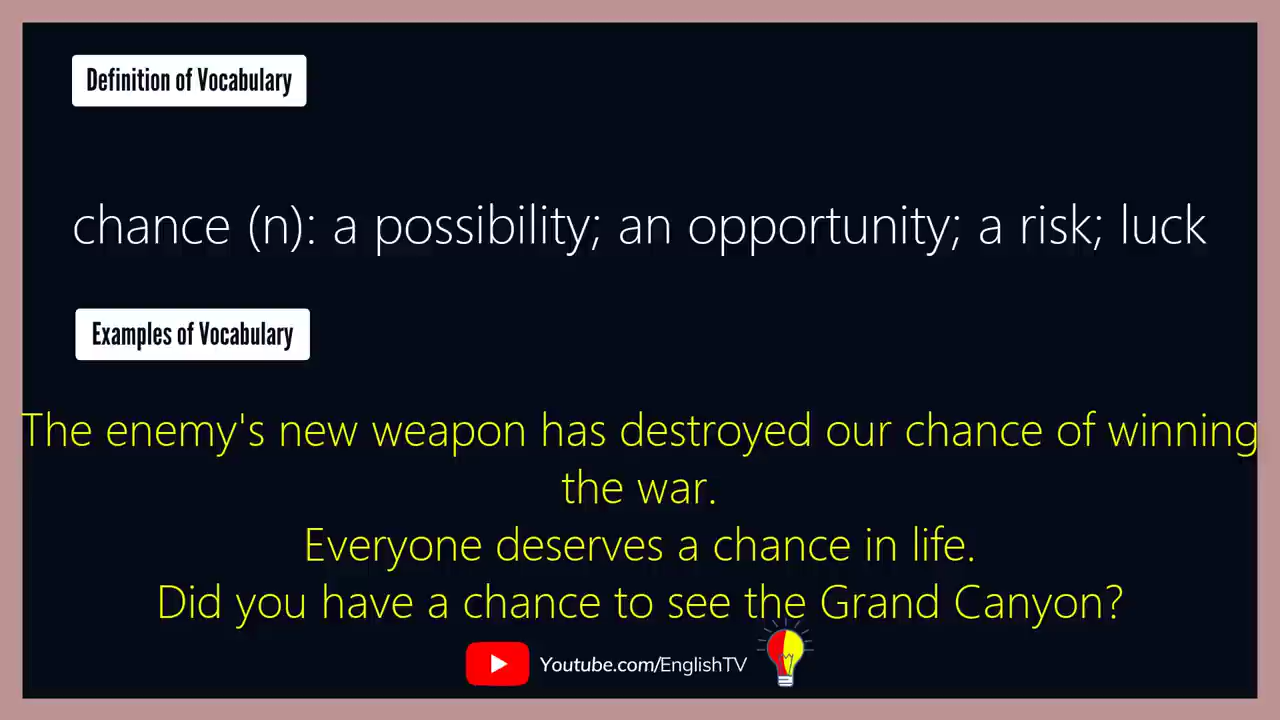 Definition of Vocabulary
chance (n): a possibility; an opportunity; a risk; luck
Examples of Vocabulary
The enemy's new weapon has destroyed our chance of winning
the war.
Everyone deserves a chance in life.
Did you have a chance to see the Grand Canyon?
Youtube.com/EnglishTV